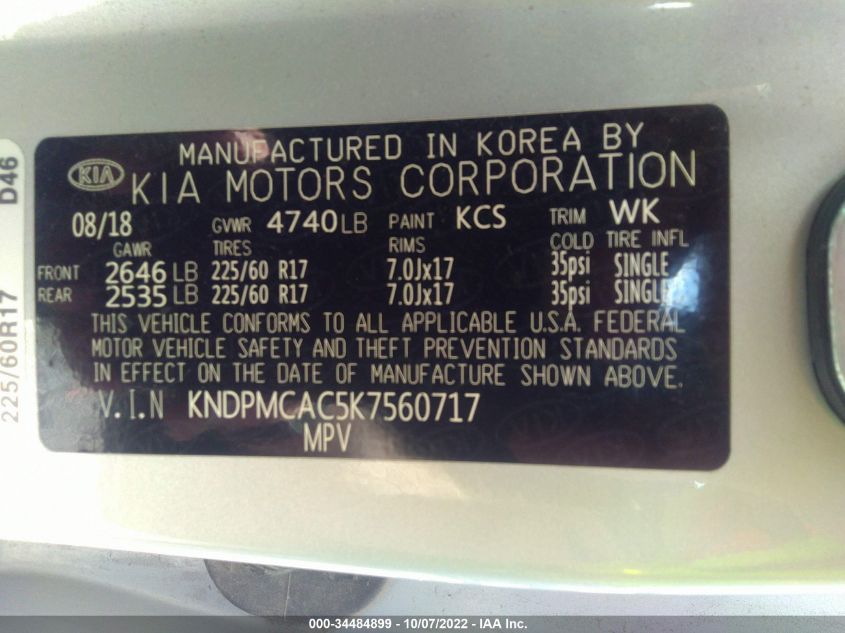 MANUFACTURED IN KOREA BY
KIA KIA MOTORS CORPORATION
08/18 GVWR 4740 LB PAINT KCS TRIM WK
GAWR TIRES RIMS COLD TIRE INFL
FRONT 2646 LB 225/60 R17 7.0Jx17 35psi SINGLE
REAR 2535 LB 225/60 R17 7.0Jx17 35psi SINGLE
THIS VEHICLE CONFORMS TO ALL APPLICABLE U.S.A. FEDERAL
MOTOR VEHICLE SAFETY AND THEFT PREVENTION STANDARDS
IN EFFECT ON THE DATE OF MANUFACTURE SHOWN ABOVE.
V.I.N KNDPMCAC5K7560717
MPV
225/60R17 D46
000-34484899 - 10/07/2022 - IAA Inc.